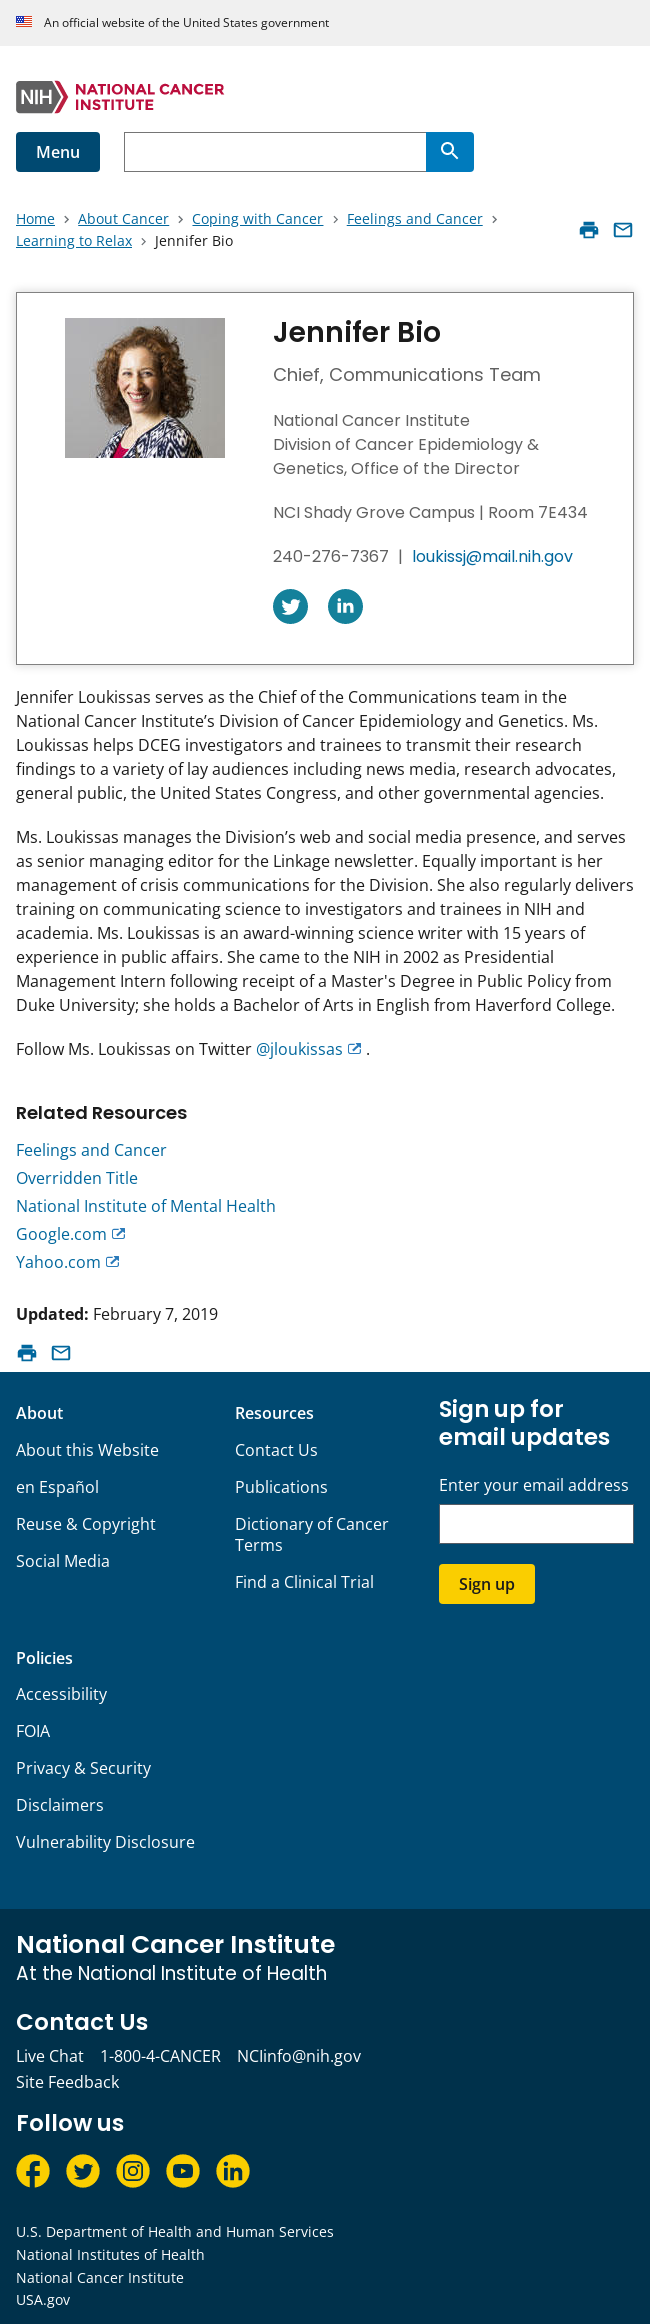 An official website of the United States government
NIH NATIONAL CANCER
INSTITUTE
Menu
Home > About Cancer > Coping with Cancer > Feelings and Cancer >
Learning to Relax > Jennifer Bio
Jennifer Bio
Chief, Communications Team
National Cancer Institute
Division of Cancer Epidemiology &
Genetics, Office of the Director
NCI Shady Grove Campus | Room 7E434
240-276-7367 | loukissj@mail.nih.gov
in
Jennifer Loukissas serves as the Chief of the Communications team in the
National Cancer Institute’s Division of Cancer Epidemiology and Genetics. Ms.
Loukissas helps DCEG investigators and trainees to transmit their research
findings to a variety of lay audiences including news media, research advocates,
general public, the United States Congress, and other governmental agencies.
Ms. Loukissas manages the Division’s web and social media presence, and serves
as senior managing editor for the Linkage newsletter. Equally important is her
management of crisis communications for the Division. She also regularly delivers
training on communicating science to investigators and trainees in NIH and
academia. Ms. Loukissas is an award-winning science writer with 15 years of
experience in public affairs. She came to the NIH in 2002 as Presidential
Management Intern following receipt of a Master's Degree in Public Policy from
Duke University; she holds a Bachelor of Arts in English from Haverford College.
Follow Ms. Loukissas on Twitter @jloukissas .
Related Resources
Feelings and Cancer
Overridden Title
National Institute of Mental Health
Google.com
Yahoo.com
Updated: February 7, 2019
About
About this Website
en Español
Reuse & Copyright
Social Media
Resources
Contact Us
Publications
Dictionary of Cancer
Terms
Find a Clinical Trial
Sign up for
email updates
Enter your email address
Sign up
Policies
Accessibility
FOIA
Privacy & Security
Disclaimers
Vulnerability Disclosure
National Cancer Institute
At the National Institute of Health
Contact Us
Live Chat 1-800-4-CANCER NCIinfo@nih.gov
Site Feedback
Follow us
in
U.S. Department of Health and Human Services
National Institutes of Health
National Cancer Institute
USA.gov